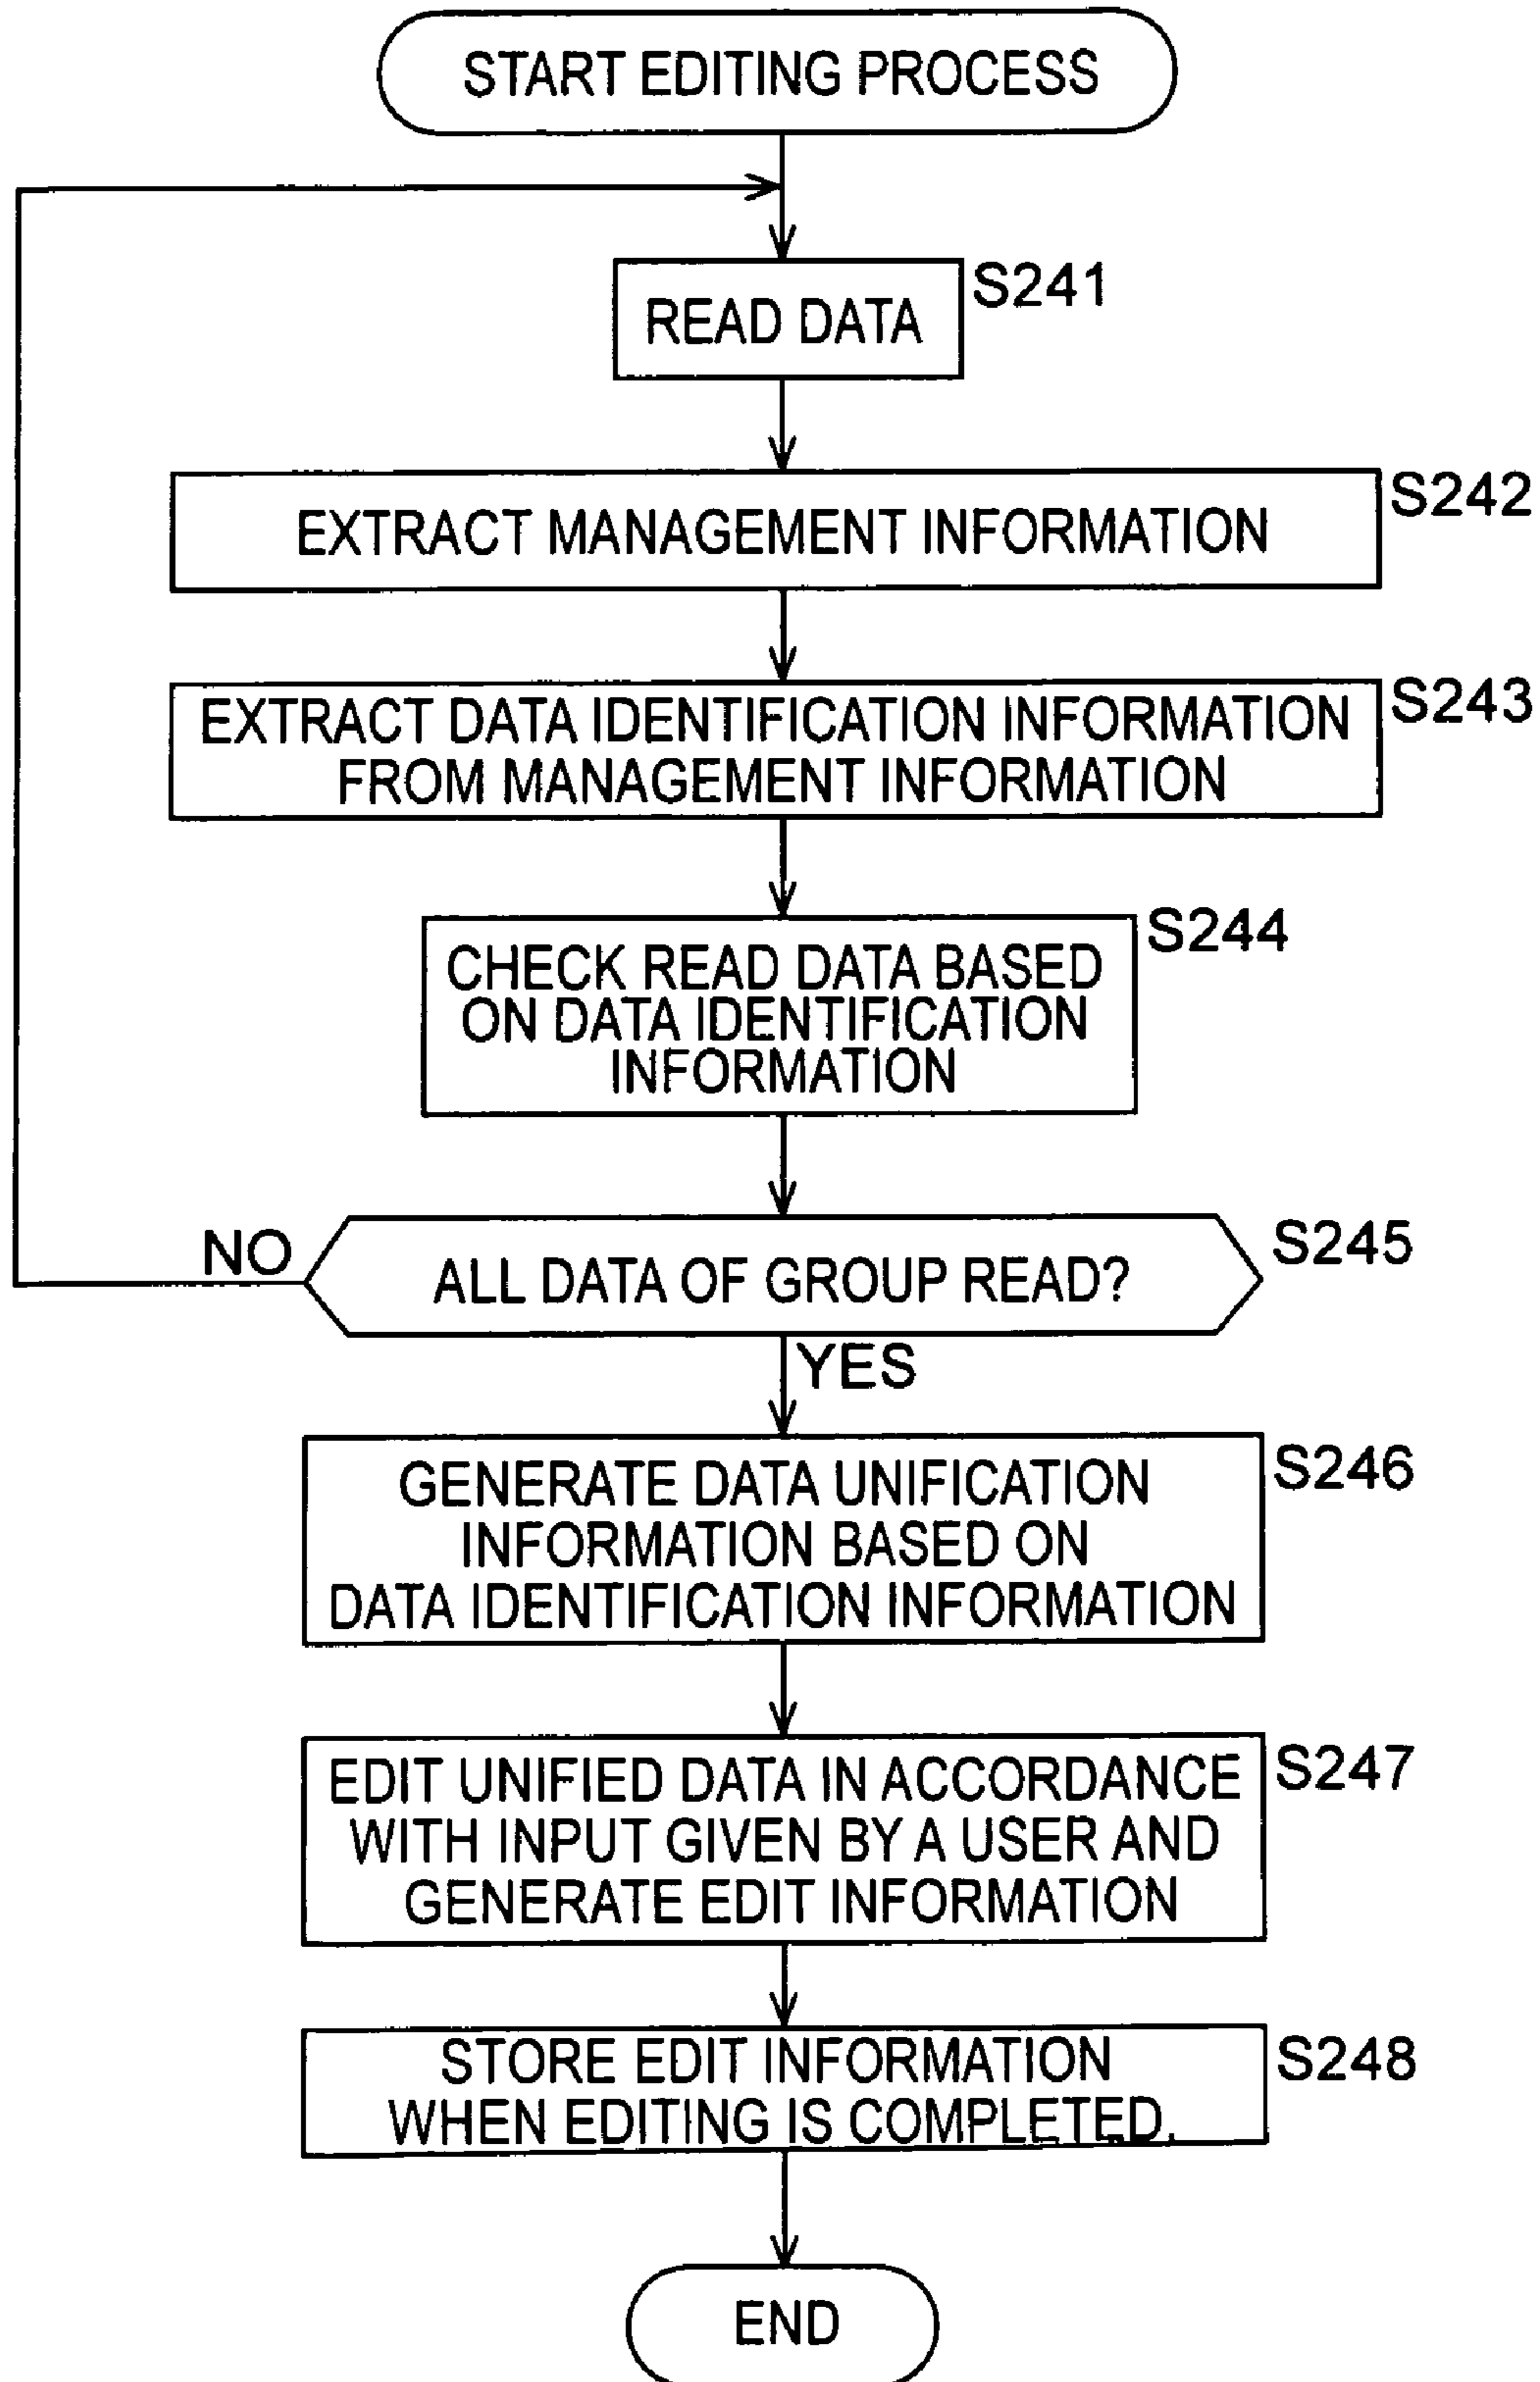 START EDITING PROCESS
S241
READ DATA
S242
EXTRACT MANAGEMENT INFORMATION
S243
EXTRACT DATA IDENTIFICATION INFORMATION
FROM MANAGEMENT INFORMATION
S244
CHECK READ DATA BASED
ON DATA IDENTIFICATION
INFORMATION
NO
S245
ALL DATA OF GROUP READ?
YES
S246
GENERATE DATA UNIFICATION
INFORMATION BASED ON
DATA IDENTIFICATION INFORMATION
S247
EDIT UNIFIED DATA IN ACCORDANCE
WITH INPUT GIVEN BY A USER AND
GENERATE EDIT INFORMATION
S248
STORE EDIT INFORMATION
WHEN EDITING IS COMPLETED.
END